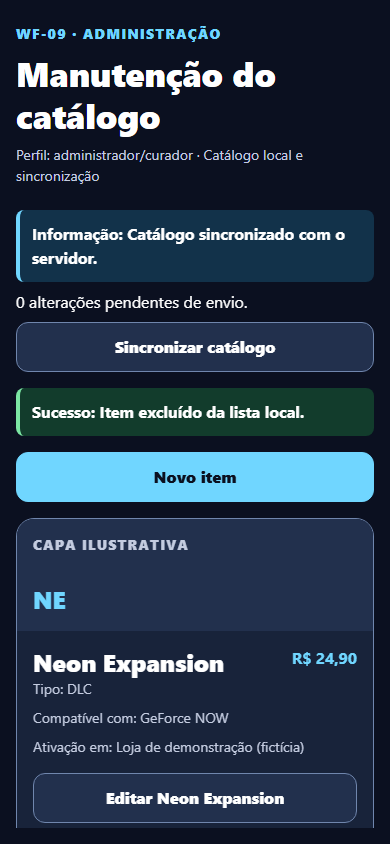 WF-09 · ADMINISTRAÇÃO
Manutenção do
catálogo
Perfil: administrador/curador · Catálogo local e
sincronização
Informação: Catálogo sincronizado com o
servidor.
0 alterações pendentes de envio.
Sincronizar catálogo
Sucesso: Item excluído da lista local.
Novo item
CAPA ILUSTRATIVA
NE
Neon Expansion
R$ 24,90
Tipo: DLC
Compatível com: GeForce NOW
Ativação em: Loja de demonstração (fictícia)
Editar Neon Expansion